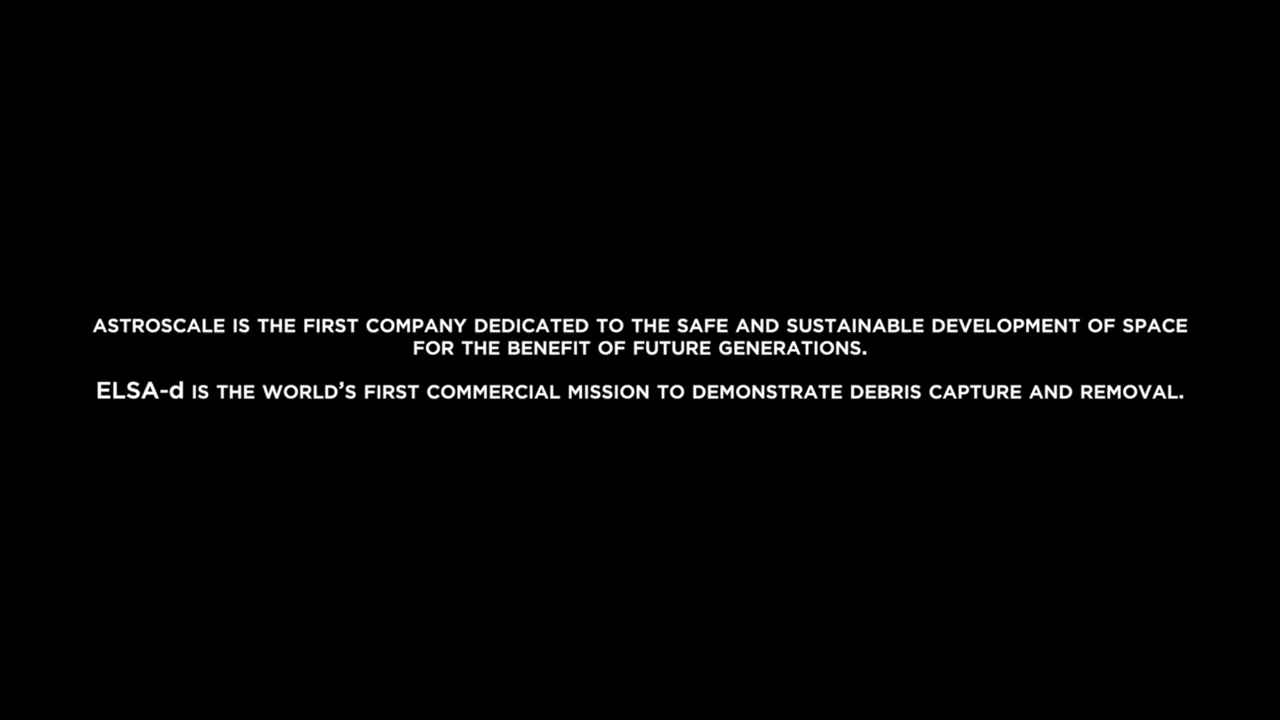 ASTROSCALE IS THE FIRST COMPANY DEDICATED TO THE SAFE AND SUSTAINABLE DEVELOPMENT OF SPACE
FOR THE BENEFIT OF FUTURE GENERATIONS.
ELSA-d IS THE WORLD’S FIRST COMMERCIAL MISSION TO DEMONSTRATE DEBRIS CAPTURE AND REMOVAL.